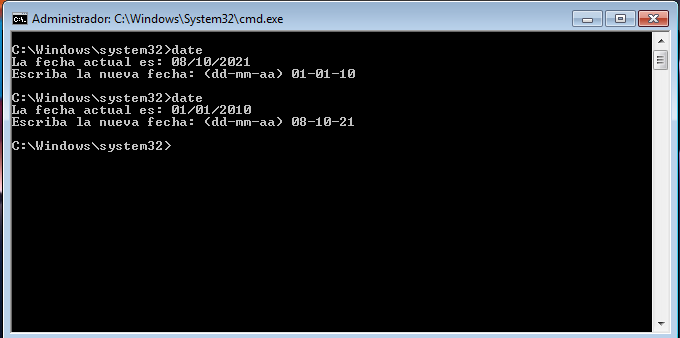 Administrador: C:\Windows\System32\cmd.exe
C:\Windows\system32>date
La fecha actual es: 08/10/2021
Escriba la nueva fecha: (dd-mm-aa) 01-01-10
C:\Windows\system32>date
La fecha actual es: 01/01/2010
Escriba la nueva fecha: (dd-mm-aa) 08-10-21
C:\Windows\system32>